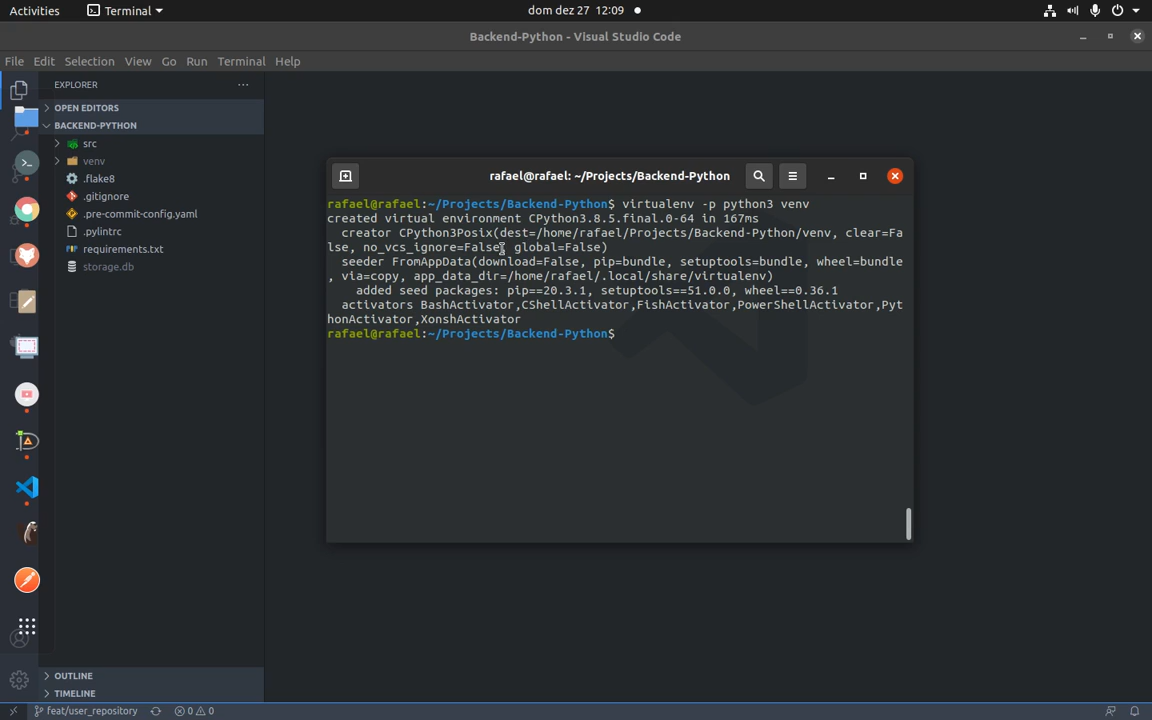 Activities Terminal dom dez 27 12:09
Backend-Python - Visual Studio Code
File Edit Selection View Go Run Terminal Help
EXPLORER
OPEN EDITORS
BACKEND-PYTHON
src
venv
.flake8
.gitignore
.pre-commit-config.yaml
.pylintrc
requirements.txt
storage.db
rafael@rafael: ~/Projects/Backend-Python
rafael@rafael:~/Projects/Backend-Python$ virtualenv -p python3 venv
created virtual environment CPython3.8.5.final.0-64 in 167ms
creator CPython3Posix(dest=/home/rafael/Projects/Backend-Python/venv, clear=Fa
lse, no_vcs_ignore=False, global=False)
seeder FromAppData(download=False, pip=bundle, setuptools=bundle, wheel=bundle
, via=copy, app_data_dir=/home/rafael/.local/share/virtualenv)
added seed packages: pip==20.3.1, setuptools==51.0.0, wheel==0.36.1
activators BashActivator,CShellActivator,FishActivator,PowerShellActivator,Pyt
honActivator,XonshActivator
rafael@rafael:~/Projects/Backend-Python$
OUTLINE
TIMELINE
feat/user_repository 0 0